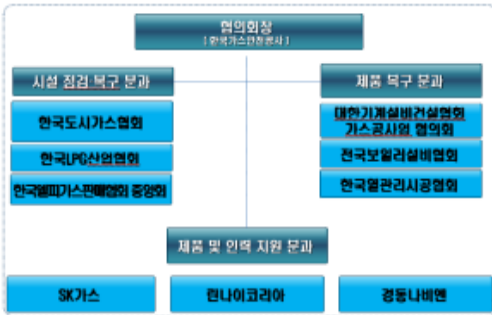 협의회장
(한국가스안전공사)
시설 점검·복구 분과
한국도시가스협회
한국LPG산업협회
한국엘피가스판매협회 중앙회
제품 복구 분과
대한기계설비건설협회
가스공사업 협의회
전국보일러설비협회
한국열관리시공협회
제품 및 인력 지원 분과
SK가스
린나이코리아
경동나비엔